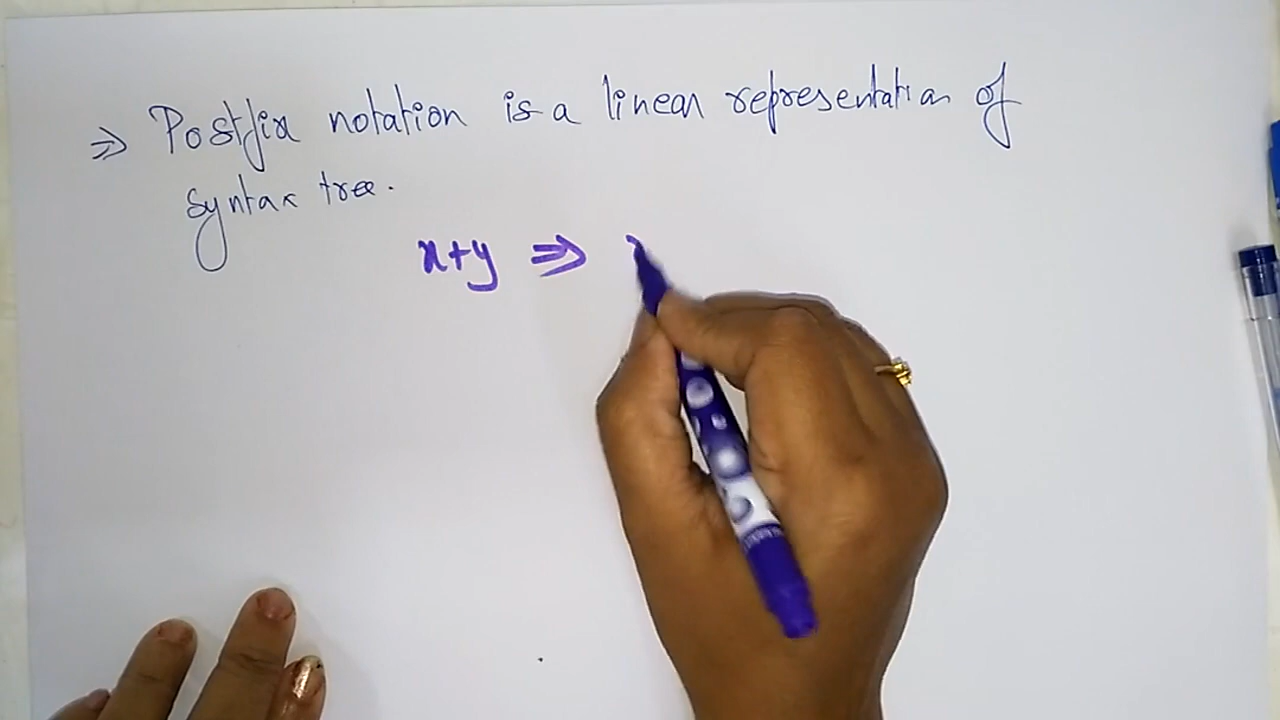 ⇒ Postfix notation is a linear representation of
syntax tree.
x+y ⇒